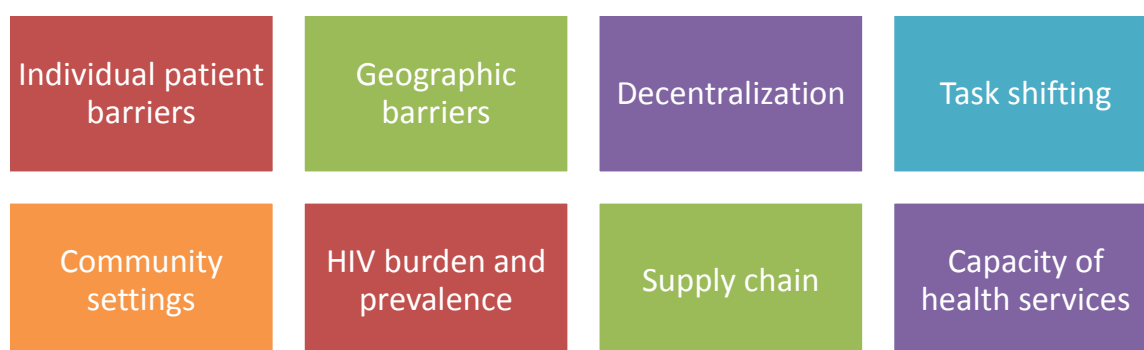 Individual patient
barriers
Geographic
barriers
Decentralization
Task shifting
Community
settings
HIV burden and
prevalence
Supply chain
Capacity of
health services